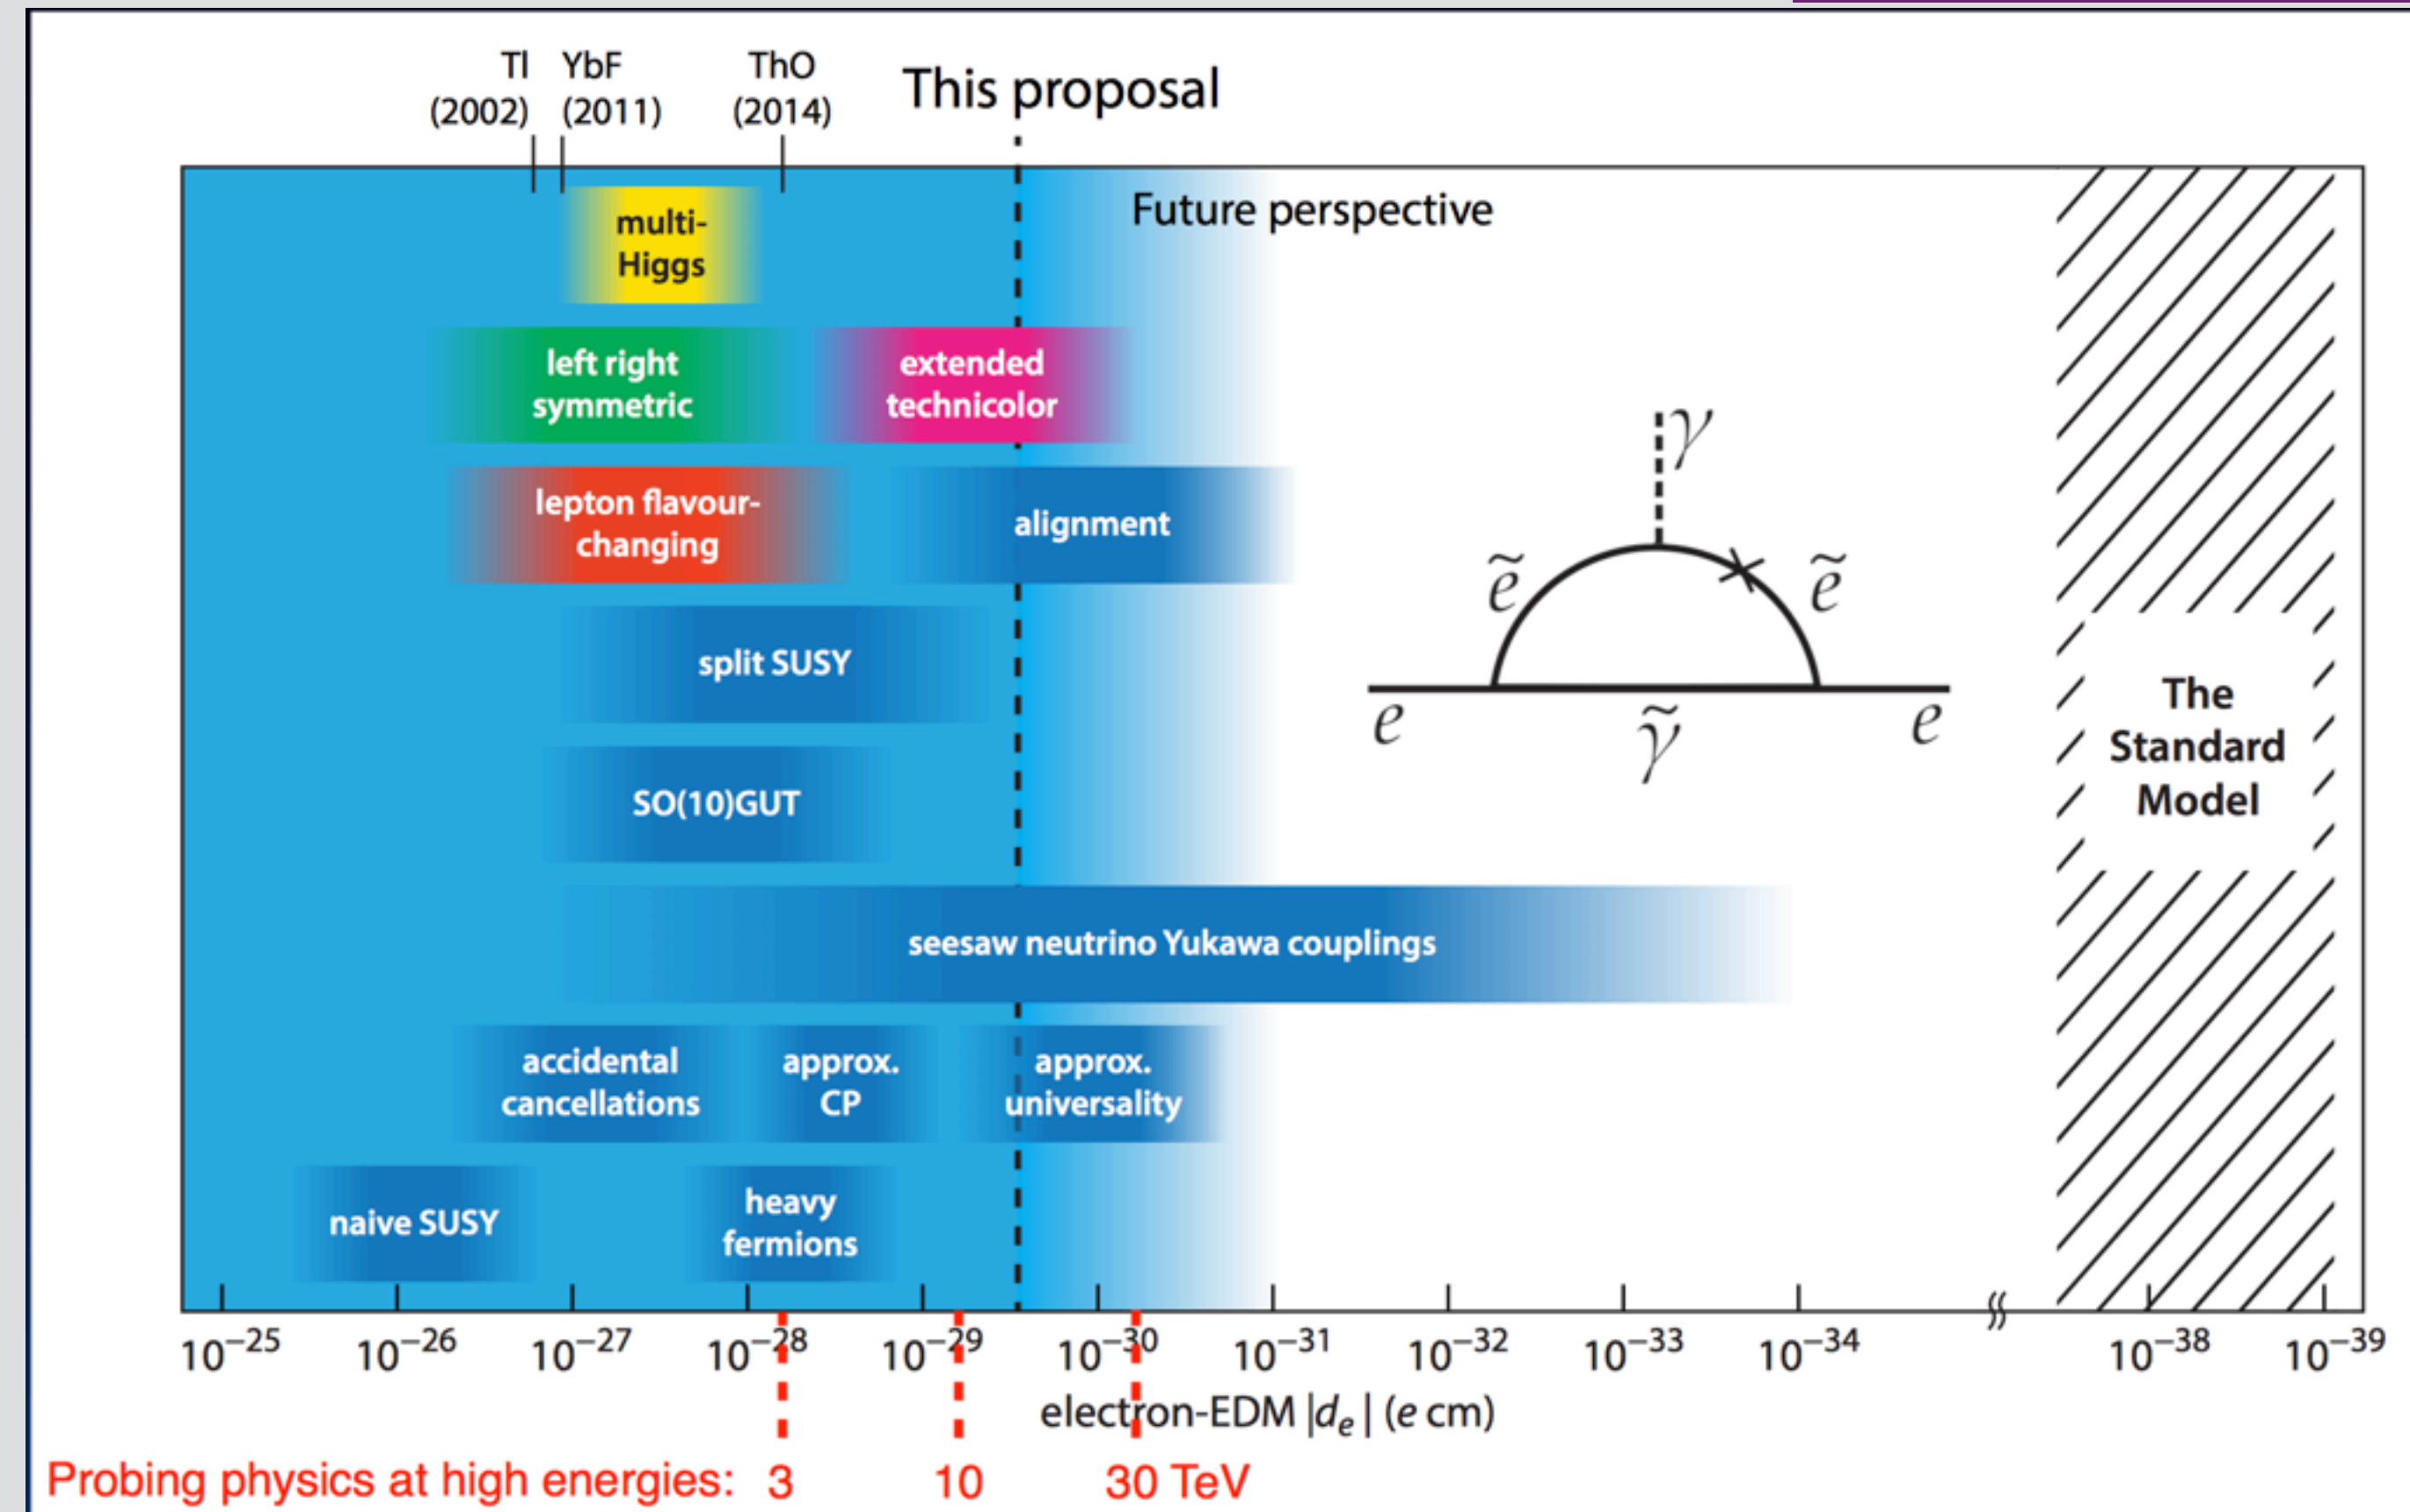 Tl YbF ThO This proposal
(2002) (2011) (2014)
Future perspective
multi-
Higgs
left right
symmetric
extended
technicolor
γ
lepton flavour-
changing
alignment
ẽ ẽ
split SUSY
e γ̃ e
The
Standard
Model
SO(10)GUT
seesaw neutrino Yukawa couplings
accidental
cancellations
approx.
CP
approx.
universality
naive SUSY
heavy
fermions
10⁻²⁵ 10⁻²⁶ 10⁻²⁷ 10⁻²⁸ 10⁻²⁹ 10⁻³⁰ 10⁻³¹ 10⁻³² 10⁻³³ 10⁻³⁴ 10⁻³⁸ 10⁻³⁹
electron-EDM |dₑ| (e cm)
Probing physics at high energies: 3 10 30 TeV